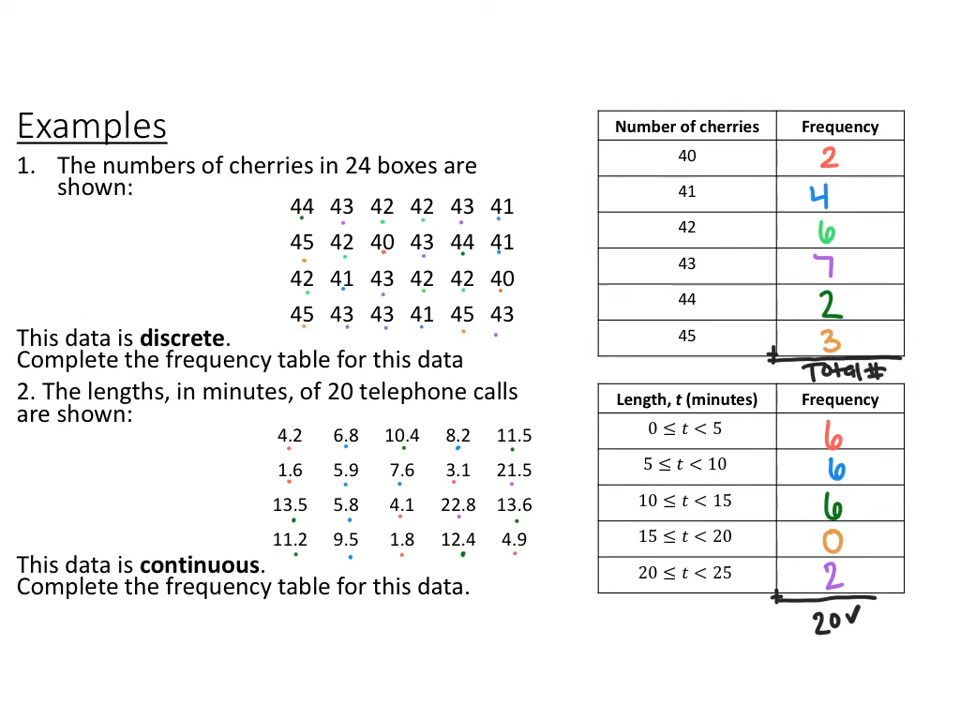 Examples
1. The numbers of cherries in 24 boxes are
shown:
44 43 42 42 43 41
45 42 40 43 44 41
42 41 43 42 42 40
45 43 43 41 45 43
This data is discrete.
Complete the frequency table for this data
2. The lengths, in minutes, of 20 telephone calls
are shown:
4.2 6.8 10.4 8.2 11.5
1.6 5.9 7.6 3.1 21.5
13.5 5.8 4.1 22.8 13.6
11.2 9.5 1.8 12.4 4.9
This data is continuous.
Complete the frequency table for this data.
Number of cherries Frequency
40 2
41 4
42 6
43 7
44 2
45 3
+ Total #
Length, t (minutes) Frequency
0 ≤ t < 5 6
5 ≤ t < 10 6
10 ≤ t < 15 6
15 ≤ t < 20 0
20 ≤ t < 25 2
+ 20 ✓